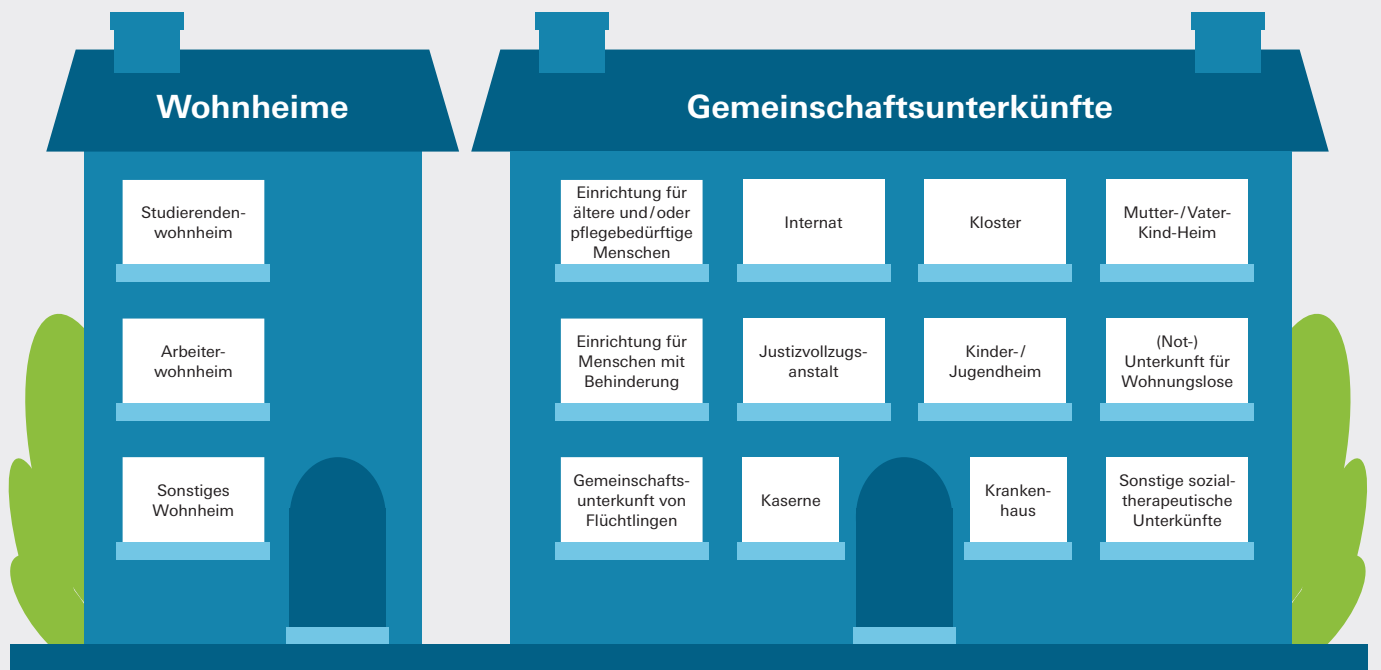 Wohnheime
Studierenden-
wohnheim
Arbeiter-
wohnheim
Sonstiges
Wohnheim
Gemeinschaftsunterkünfte
Einrichtung für
ältere und/oder
pflegebedürftige
Menschen
Internat
Kloster
Mutter-/Vater-
Kind-Heim
Einrichtung für
Menschen mit
Behinderung
Justizvollzugs-
anstalt
Kinder-/
Jugendheim
(Not-)
Unterkunft für
Wohnungslose
Gemeinschafts-
unterkunft von
Flüchtlingen
Kaserne
Kranken-
haus
Sonstige sozial-
therapeutische
Unterkünfte